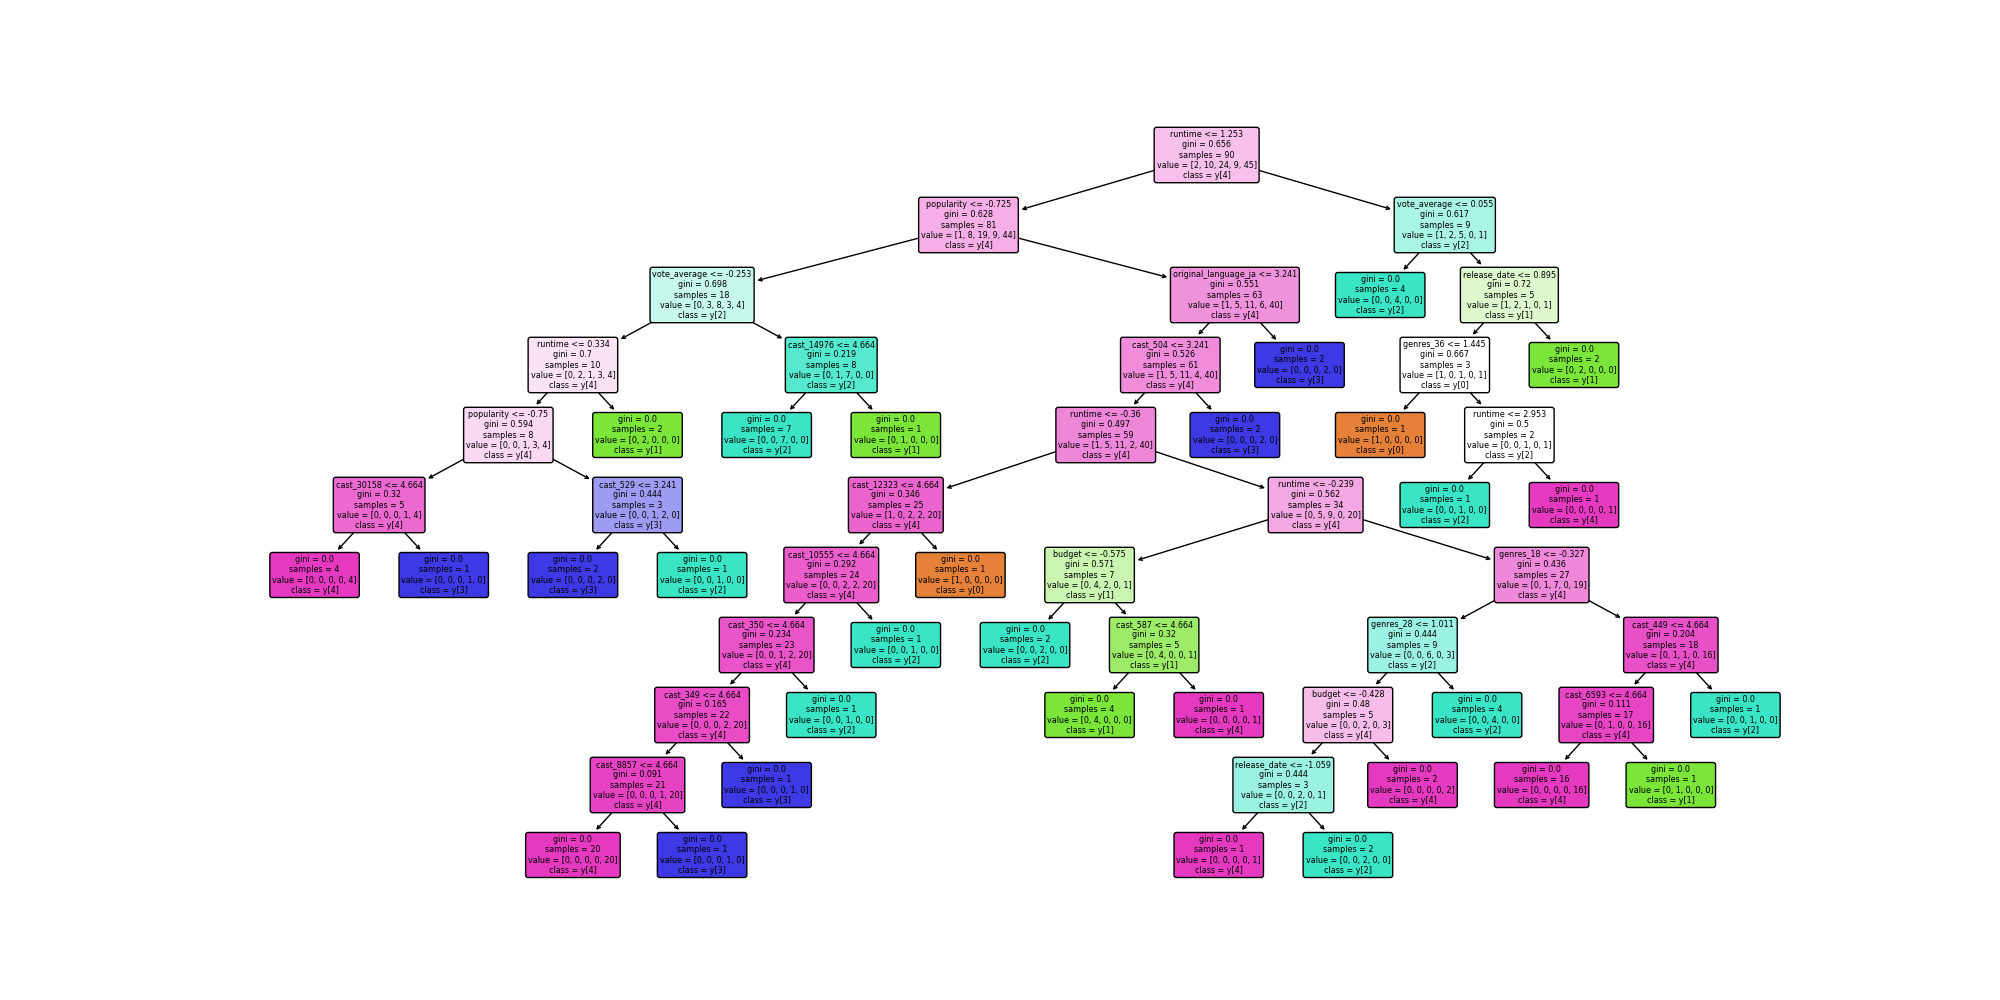 runtime <= 1.253
gini = 0.656
samples = 90
value = [2, 10, 24, 9, 45]
class = y[4]
popularity <= -0.725
gini = 0.628
samples = 81
value = [1, 8, 19, 9, 44]
class = y[4]
vote_average <= 0.055
gini = 0.617
samples = 9
value = [1, 2, 5, 0, 1]
class = y[2]
vote_average <= -0.253
gini = 0.698
samples = 18
value = [0, 3, 8, 3, 4]
class = y[2]
original_language_ja <= 3.241
gini = 0.551
samples = 63
value = [1, 5, 11, 6, 40]
class = y[4]
gini = 0.0
samples = 4
value = [0, 0, 4, 0, 0]
class = y[2]
release_date <= 0.895
gini = 0.72
samples = 5
value = [1, 2, 1, 0, 1]
class = y[1]
runtime <= 0.334
gini = 0.7
samples = 10
value = [0, 2, 1, 3, 4]
class = y[4]
cast_14976 <= 4.664
gini = 0.219
samples = 8
value = [0, 1, 7, 0, 0]
class = y[2]
cast_504 <= 3.241
gini = 0.526
samples = 61
value = [1, 5, 11, 4, 40]
class = y[4]
gini = 0.0
samples = 2
value = [0, 0, 0, 2, 0]
class = y[3]
genres_36 <= 1.445
gini = 0.667
samples = 3
value = [1, 0, 1, 0, 1]
class = y[0]
gini = 0.0
samples = 2
value = [0, 2, 0, 0, 0]
class = y[1]
popularity <= -0.75
gini = 0.594
samples = 8
value = [0, 0, 1, 3, 4]
class = y[4]
gini = 0.0
samples = 2
value = [0, 2, 0, 0, 0]
class = y[1]
gini = 0.0
samples = 7
value = [0, 0, 7, 0, 0]
class = y[2]
gini = 0.0
samples = 1
value = [0, 1, 0, 0, 0]
class = y[1]
runtime <= -0.36
gini = 0.497
samples = 59
value = [1, 5, 11, 2, 40]
class = y[4]
gini = 0.0
samples = 2
value = [0, 0, 0, 2, 0]
class = y[3]
gini = 0.0
samples = 1
value = [1, 0, 0, 0, 0]
class = y[0]
runtime <= 2.953
gini = 0.5
samples = 2
value = [0, 0, 1, 0, 1]
class = y[2]
cast_30158 <= 4.664
gini = 0.32
samples = 5
value = [0, 0, 0, 1, 4]
class = y[4]
cast_529 <= 3.241
gini = 0.444
samples = 3
value = [0, 0, 1, 2, 0]
class = y[3]
cast_12323 <= 4.664
gini = 0.346
samples = 25
value = [1, 0, 2, 2, 20]
class = y[4]
runtime <= -0.239
gini = 0.562
samples = 34
value = [0, 5, 9, 0, 20]
class = y[4]
gini = 0.0
samples = 1
value = [0, 0, 1, 0, 0]
class = y[2]
gini = 0.0
samples = 1
value = [0, 0, 0, 0, 1]
class = y[4]
gini = 0.0
samples = 4
value = [0, 0, 0, 0, 4]
class = y[4]
gini = 0.0
samples = 1
value = [0, 0, 0, 1, 0]
class = y[3]
gini = 0.0
samples = 2
value = [0, 0, 0, 2, 0]
class = y[3]
gini = 0.0
samples = 1
value = [0, 0, 1, 0, 0]
class = y[2]
cast_10555 <= 4.664
gini = 0.292
samples = 24
value = [0, 0, 2, 2, 20]
class = y[4]
gini = 0.0
samples = 1
value = [1, 0, 0, 0, 0]
class = y[0]
budget <= -0.575
gini = 0.571
samples = 7
value = [0, 4, 2, 0, 1]
class = y[1]
genres_18 <= -0.327
gini = 0.436
samples = 27
value = [0, 1, 7, 0, 19]
class = y[4]
cast_350 <= 4.664
gini = 0.234
samples = 23
value = [0, 0, 1, 2, 20]
class = y[4]
gini = 0.0
samples = 1
value = [0, 0, 1, 0, 0]
class = y[2]
gini = 0.0
samples = 2
value = [0, 0, 2, 0, 0]
class = y[2]
cast_587 <= 4.664
gini = 0.32
samples = 5
value = [0, 4, 0, 0, 1]
class = y[1]
genres_28 <= 1.011
gini = 0.444
samples = 9
value = [0, 0, 6, 0, 3]
class = y[2]
cast_449 <= 4.664
gini = 0.204
samples = 18
value = [0, 1, 1, 0, 16]
class = y[4]
cast_349 <= 4.664
gini = 0.165
samples = 22
value = [0, 0, 0, 2, 20]
class = y[4]
gini = 0.0
samples = 1
value = [0, 0, 1, 0, 0]
class = y[2]
gini = 0.0
samples = 4
value = [0, 4, 0, 0, 0]
class = y[1]
gini = 0.0
samples = 1
value = [0, 0, 0, 0, 1]
class = y[4]
budget <= -0.428
gini = 0.48
samples = 5
value = [0, 0, 2, 0, 3]
class = y[4]
gini = 0.0
samples = 4
value = [0, 0, 4, 0, 0]
class = y[2]
cast_6593 <= 4.664
gini = 0.111
samples = 17
value = [0, 1, 0, 0, 16]
class = y[4]
gini = 0.0
samples = 1
value = [0, 0, 1, 0, 0]
class = y[2]
cast_8857 <= 4.664
gini = 0.091
samples = 21
value = [0, 0, 0, 1, 20]
class = y[4]
gini = 0.0
samples = 1
value = [0, 0, 0, 1, 0]
class = y[3]
release_date <= -1.059
gini = 0.444
samples = 3
value = [0, 0, 2, 0, 1]
class = y[2]
gini = 0.0
samples = 2
value = [0, 0, 0, 0, 2]
class = y[4]
gini = 0.0
samples = 16
value = [0, 0, 0, 0, 16]
class = y[4]
gini = 0.0
samples = 1
value = [0, 1, 0, 0, 0]
class = y[1]
gini = 0.0
samples = 20
value = [0, 0, 0, 0, 20]
class = y[4]
gini = 0.0
samples = 1
value = [0, 0, 0, 1, 0]
class = y[3]
gini = 0.0
samples = 1
value = [0, 0, 0, 0, 1]
class = y[4]
gini = 0.0
samples = 2
value = [0, 0, 2, 0, 0]
class = y[2]